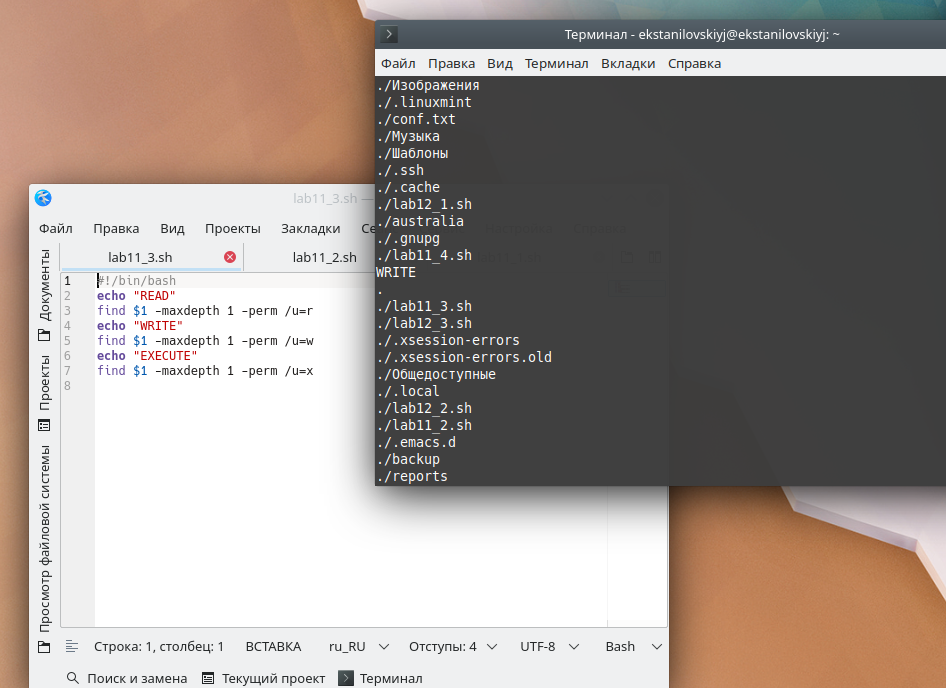 Терминал - ekstanilovskiyj@ekstanilovskiyj: ~
Файл Правка Вид Терминал Вкладки Справка
./Изображения
./.linuxmint
./conf.txt
./Музыка
./Шаблоны
./.ssh
./.cache
./lab12_1.sh
./australia
./.gnupg
./lab11_4.sh
WRITE
.
./lab11_3.sh
./lab12_3.sh
./.xsession-errors
./.xsession-errors.old
./Общедоступные
./.local
./lab12_2.sh
./lab11_2.sh
./.emacs.d
./backup
./reports
lab11_3.sh —
Файл Правка Вид Проекты Закладки Се
Документы
Проекты
Просмотр файловой системы
lab11_3.sh lab11_2.sh
1 #!/bin/bash
2 echo "READ"
3 find $1 -maxdepth 1 -perm /u=r
4 echo "WRITE"
5 find $1 -maxdepth 1 -perm /u=w
6 echo "EXECUTE"
7 find $1 -maxdepth 1 -perm /u=x
8
Строка: 1, столбец: 1 ВСТАВКА ru_RU Отступы: 4 UTF-8 Bash
Поиск и замена Текущий проект Терминал